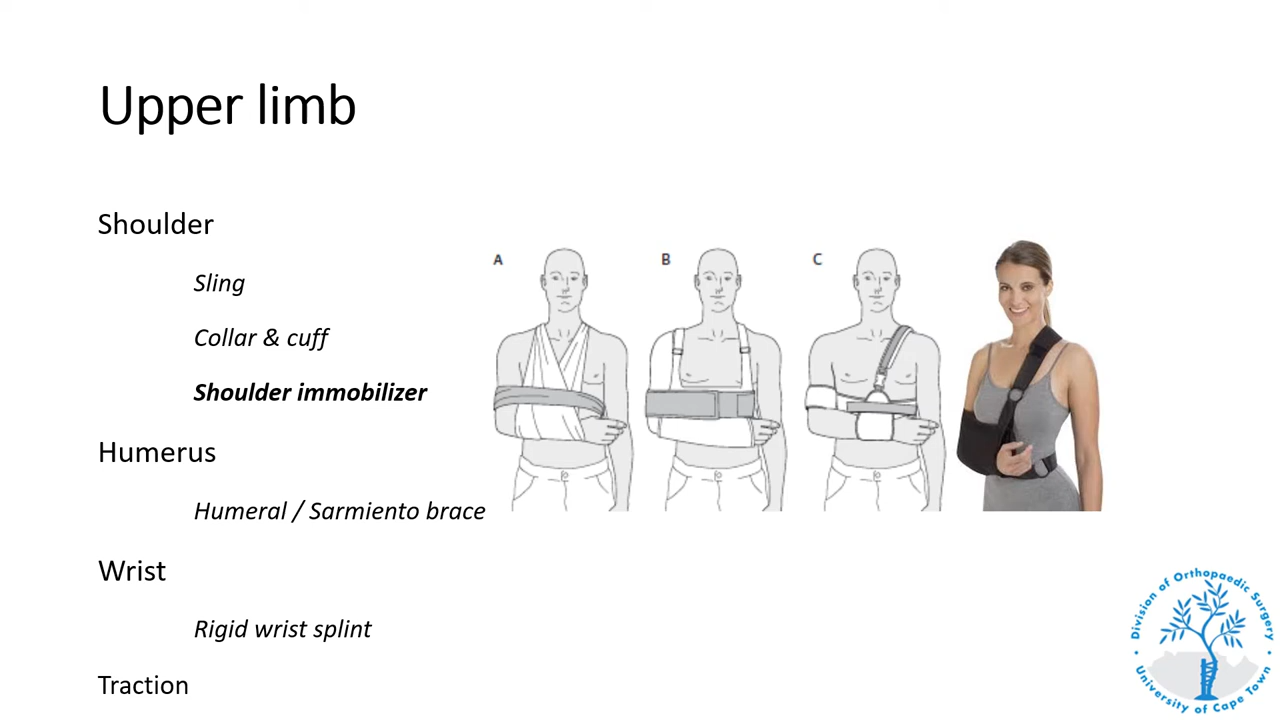 Upper limb
Shoulder
Sling
Collar & cuff
Shoulder immobilizer
Humerus
Humeral / Sarmiento brace
Wrist
Rigid wrist splint
Traction
A
B
C
Division of Orthopaedic Surgery
University of Cape Town